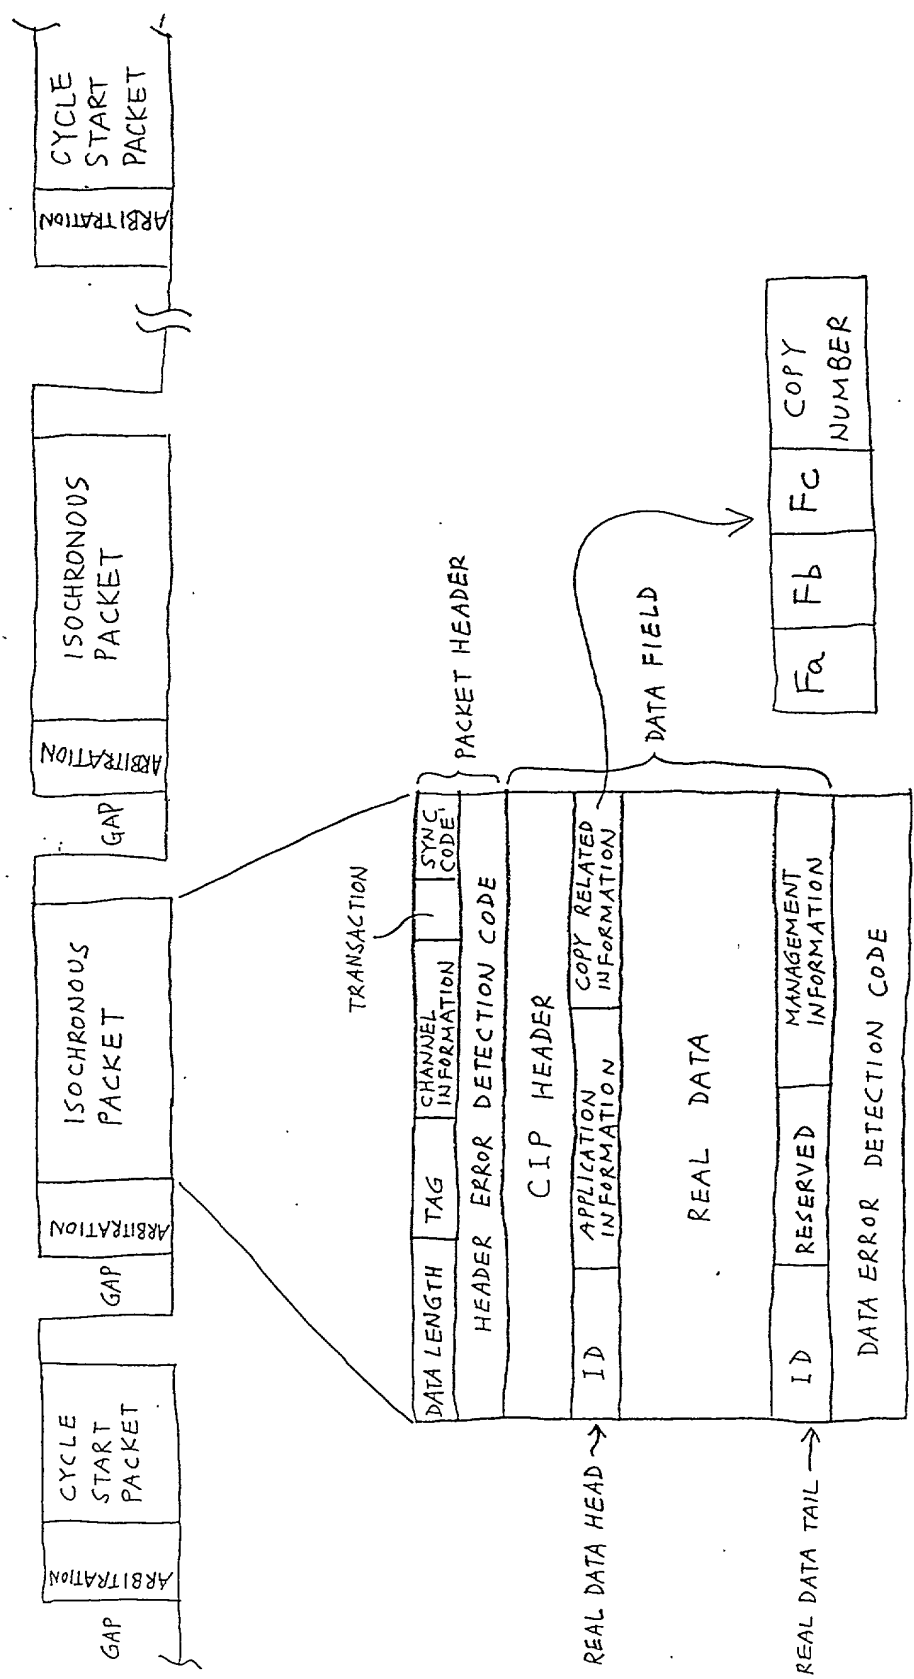 GAP
ARBITRATION
CYCLE
START
PACKET
GAP
ARBITRATION
ISOCHRONOUS
PACKET
GAP
ARBITRATION
ISOCHRONOUS
PACKET
ARBITRATION
CYCLE
START
PACKET
TRANSACTION
DATA LENGTH
TAG
CHANNEL
INFORMATION
SYNC
CODE
PACKET HEADER
HEADER ERROR DETECTION CODE
CIP HEADER
REAL DATA HEAD
ID
APPLICATION
INFORMATION
COPY RELATED
INFORMATION
REAL DATA
DATA FIELD
REAL DATA TAIL
ID
RESERVED
MANAGEMENT
INFORMATION
DATA ERROR DETECTION CODE
Fa
Fb
Fc
COPY
NUMBER